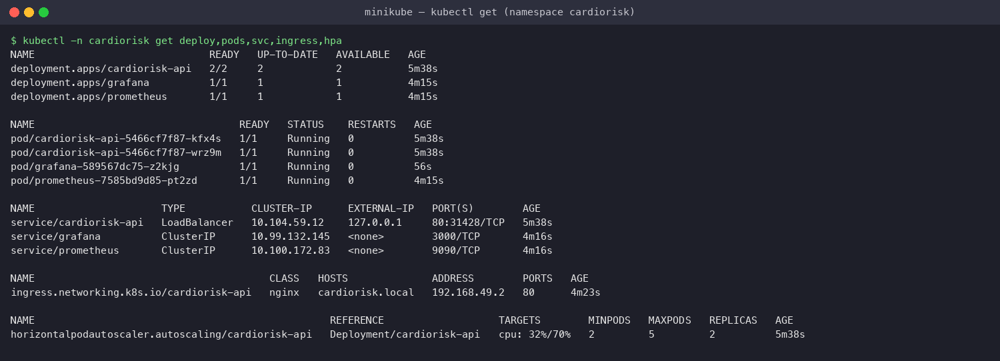 minikube — kubectl get (namespace cardiorisk)
$ kubectl -n cardiorisk get deploy,pods,svc,ingress,hpa
NAME                             READY   UP-TO-DATE   AVAILABLE   AGE
deployment.apps/cardiorisk-api   2/2     2            2           5m38s
deployment.apps/grafana          1/1     1            1           4m15s
deployment.apps/prometheus       1/1     1            1           4m15s
NAME                                  READY   STATUS    RESTARTS   AGE
pod/cardiorisk-api-5466cf7f87-kfx4s   1/1     Running   0          5m38s
pod/cardiorisk-api-5466cf7f87-wrz9m   1/1     Running   0          5m38s
pod/grafana-589567dc75-z2kjg          1/1     Running   0          56s
pod/prometheus-7585bd9d85-pt2zd       1/1     Running   0          4m15s
NAME                     TYPE           CLUSTER-IP      EXTERNAL-IP   PORT(S)        AGE
service/cardiorisk-api   LoadBalancer   10.104.59.12    127.0.0.1     80:31428/TCP   5m38s
service/grafana          ClusterIP      10.99.132.145   <none>        3000/TCP       4m16s
service/prometheus       ClusterIP      10.100.172.83   <none>        9090/TCP       4m16s
NAME                                       CLASS   HOSTS              ADDRESS        PORTS   AGE
ingress.networking.k8s.io/cardiorisk-api   nginx   cardiorisk.local   192.168.49.2   80      4m23s
NAME                                                 REFERENCE                   TARGETS        MINPODS   MAXPODS   REPLICAS   AGE
horizontalpodautoscaler.autoscaling/cardiorisk-api   Deployment/cardiorisk-api   cpu: 32%/70%   2         5         2          5m38s